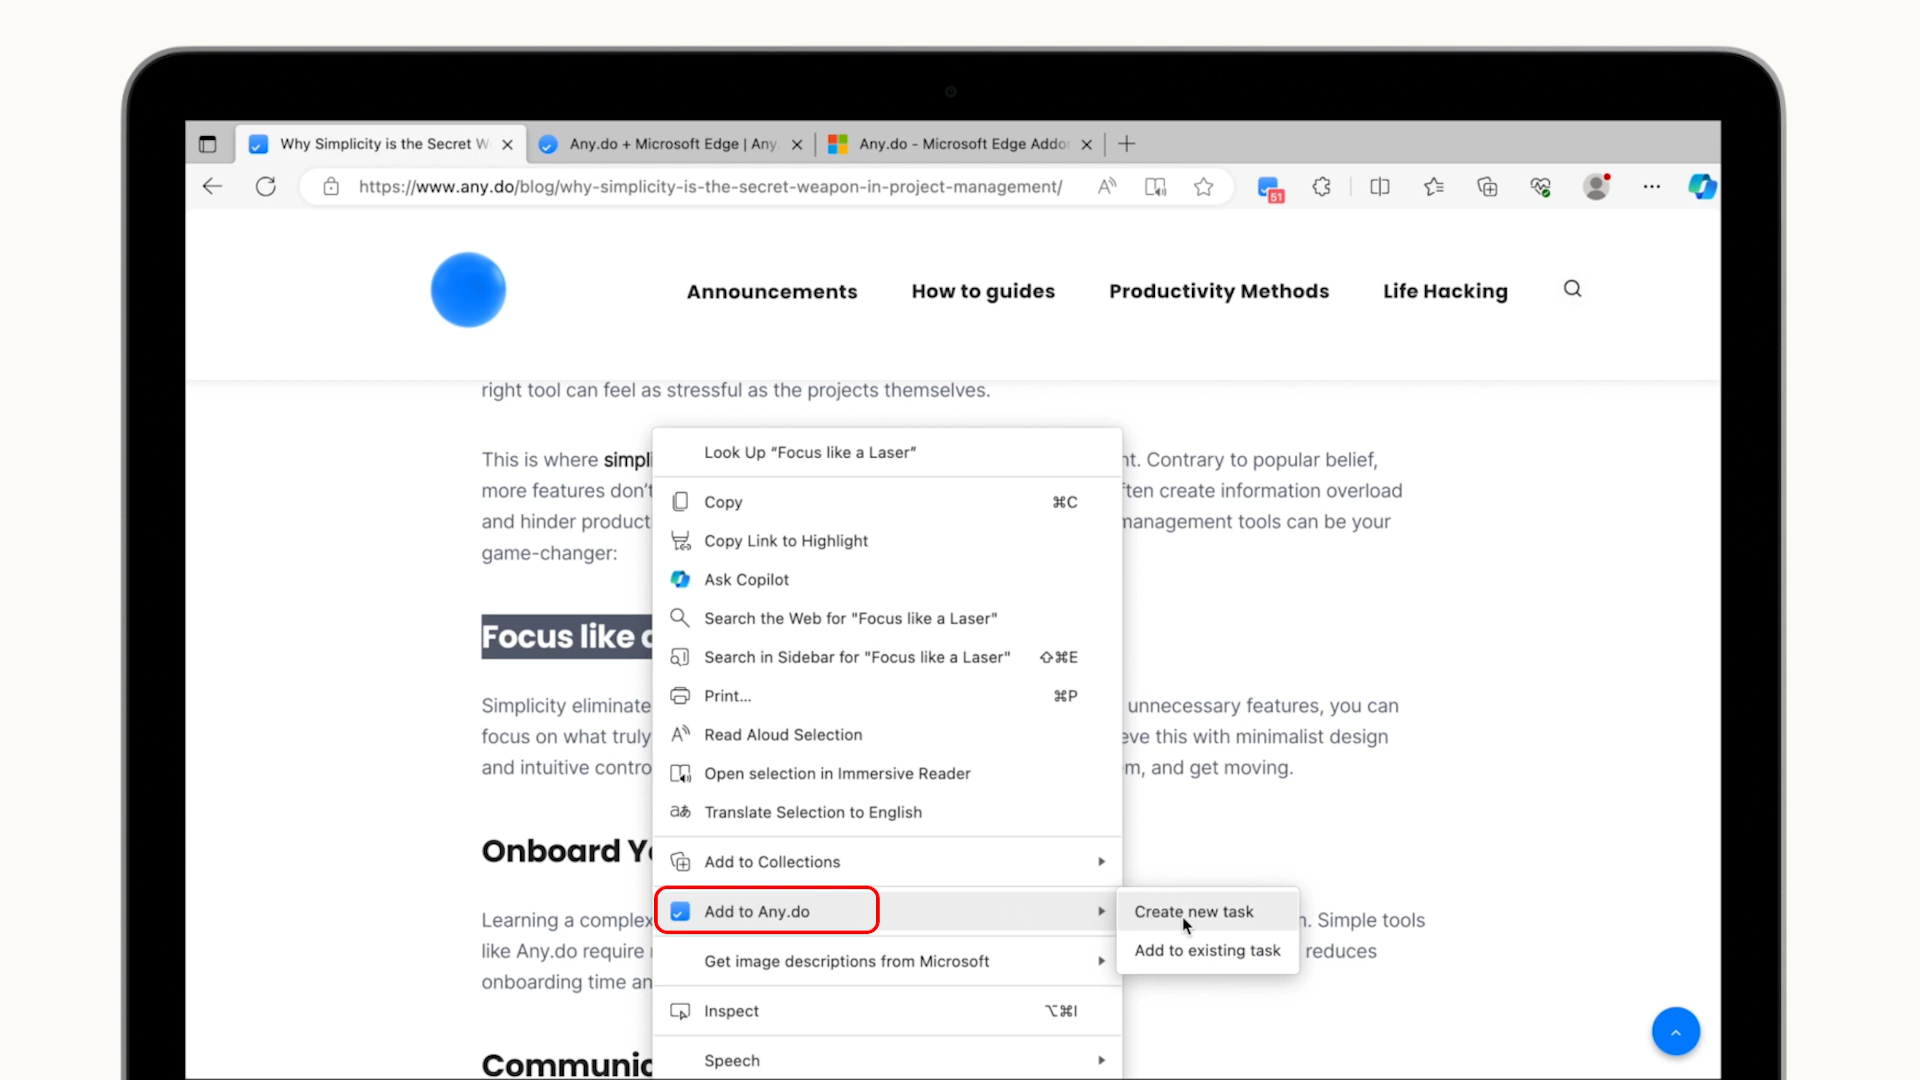 Why Simplicity is the Secret W
Any.do + Microsoft Edge | Any.
Any.do - Microsoft Edge Addo
https://www.any.do/blog/why-simplicity-is-the-secret-weapon-in-project-management/
51
Announcements
How to guides
Productivity Methods
Life Hacking
right tool can feel as stressful as the projects themselves.
This is where simpli
nt. Contrary to popular belief,
more features don't
ften create information overload
and hinder product
management tools can be your
game-changer:
Focus like a
Simplicity eliminate
unnecessary features, you can
focus on what truly
eve this with minimalist design
and intuitive contro
m, and get moving.
Onboard Yo
Learning a complex
n. Simple tools
like Any.do require
reduces
onboarding time an
Communic
Look Up “Focus like a Laser”
Copy ⌘C
Copy Link to Highlight
Ask Copilot
Search the Web for "Focus like a Laser"
Search in Sidebar for "Focus like a Laser" ⇧⌘E
Print... ⌘P
Read Aloud Selection
Open selection in Immersive Reader
Translate Selection to English
Add to Collections
Add to Any.do
Create new task
Add to existing task
Get image descriptions from Microsoft
Inspect ⌥⌘I
Speech